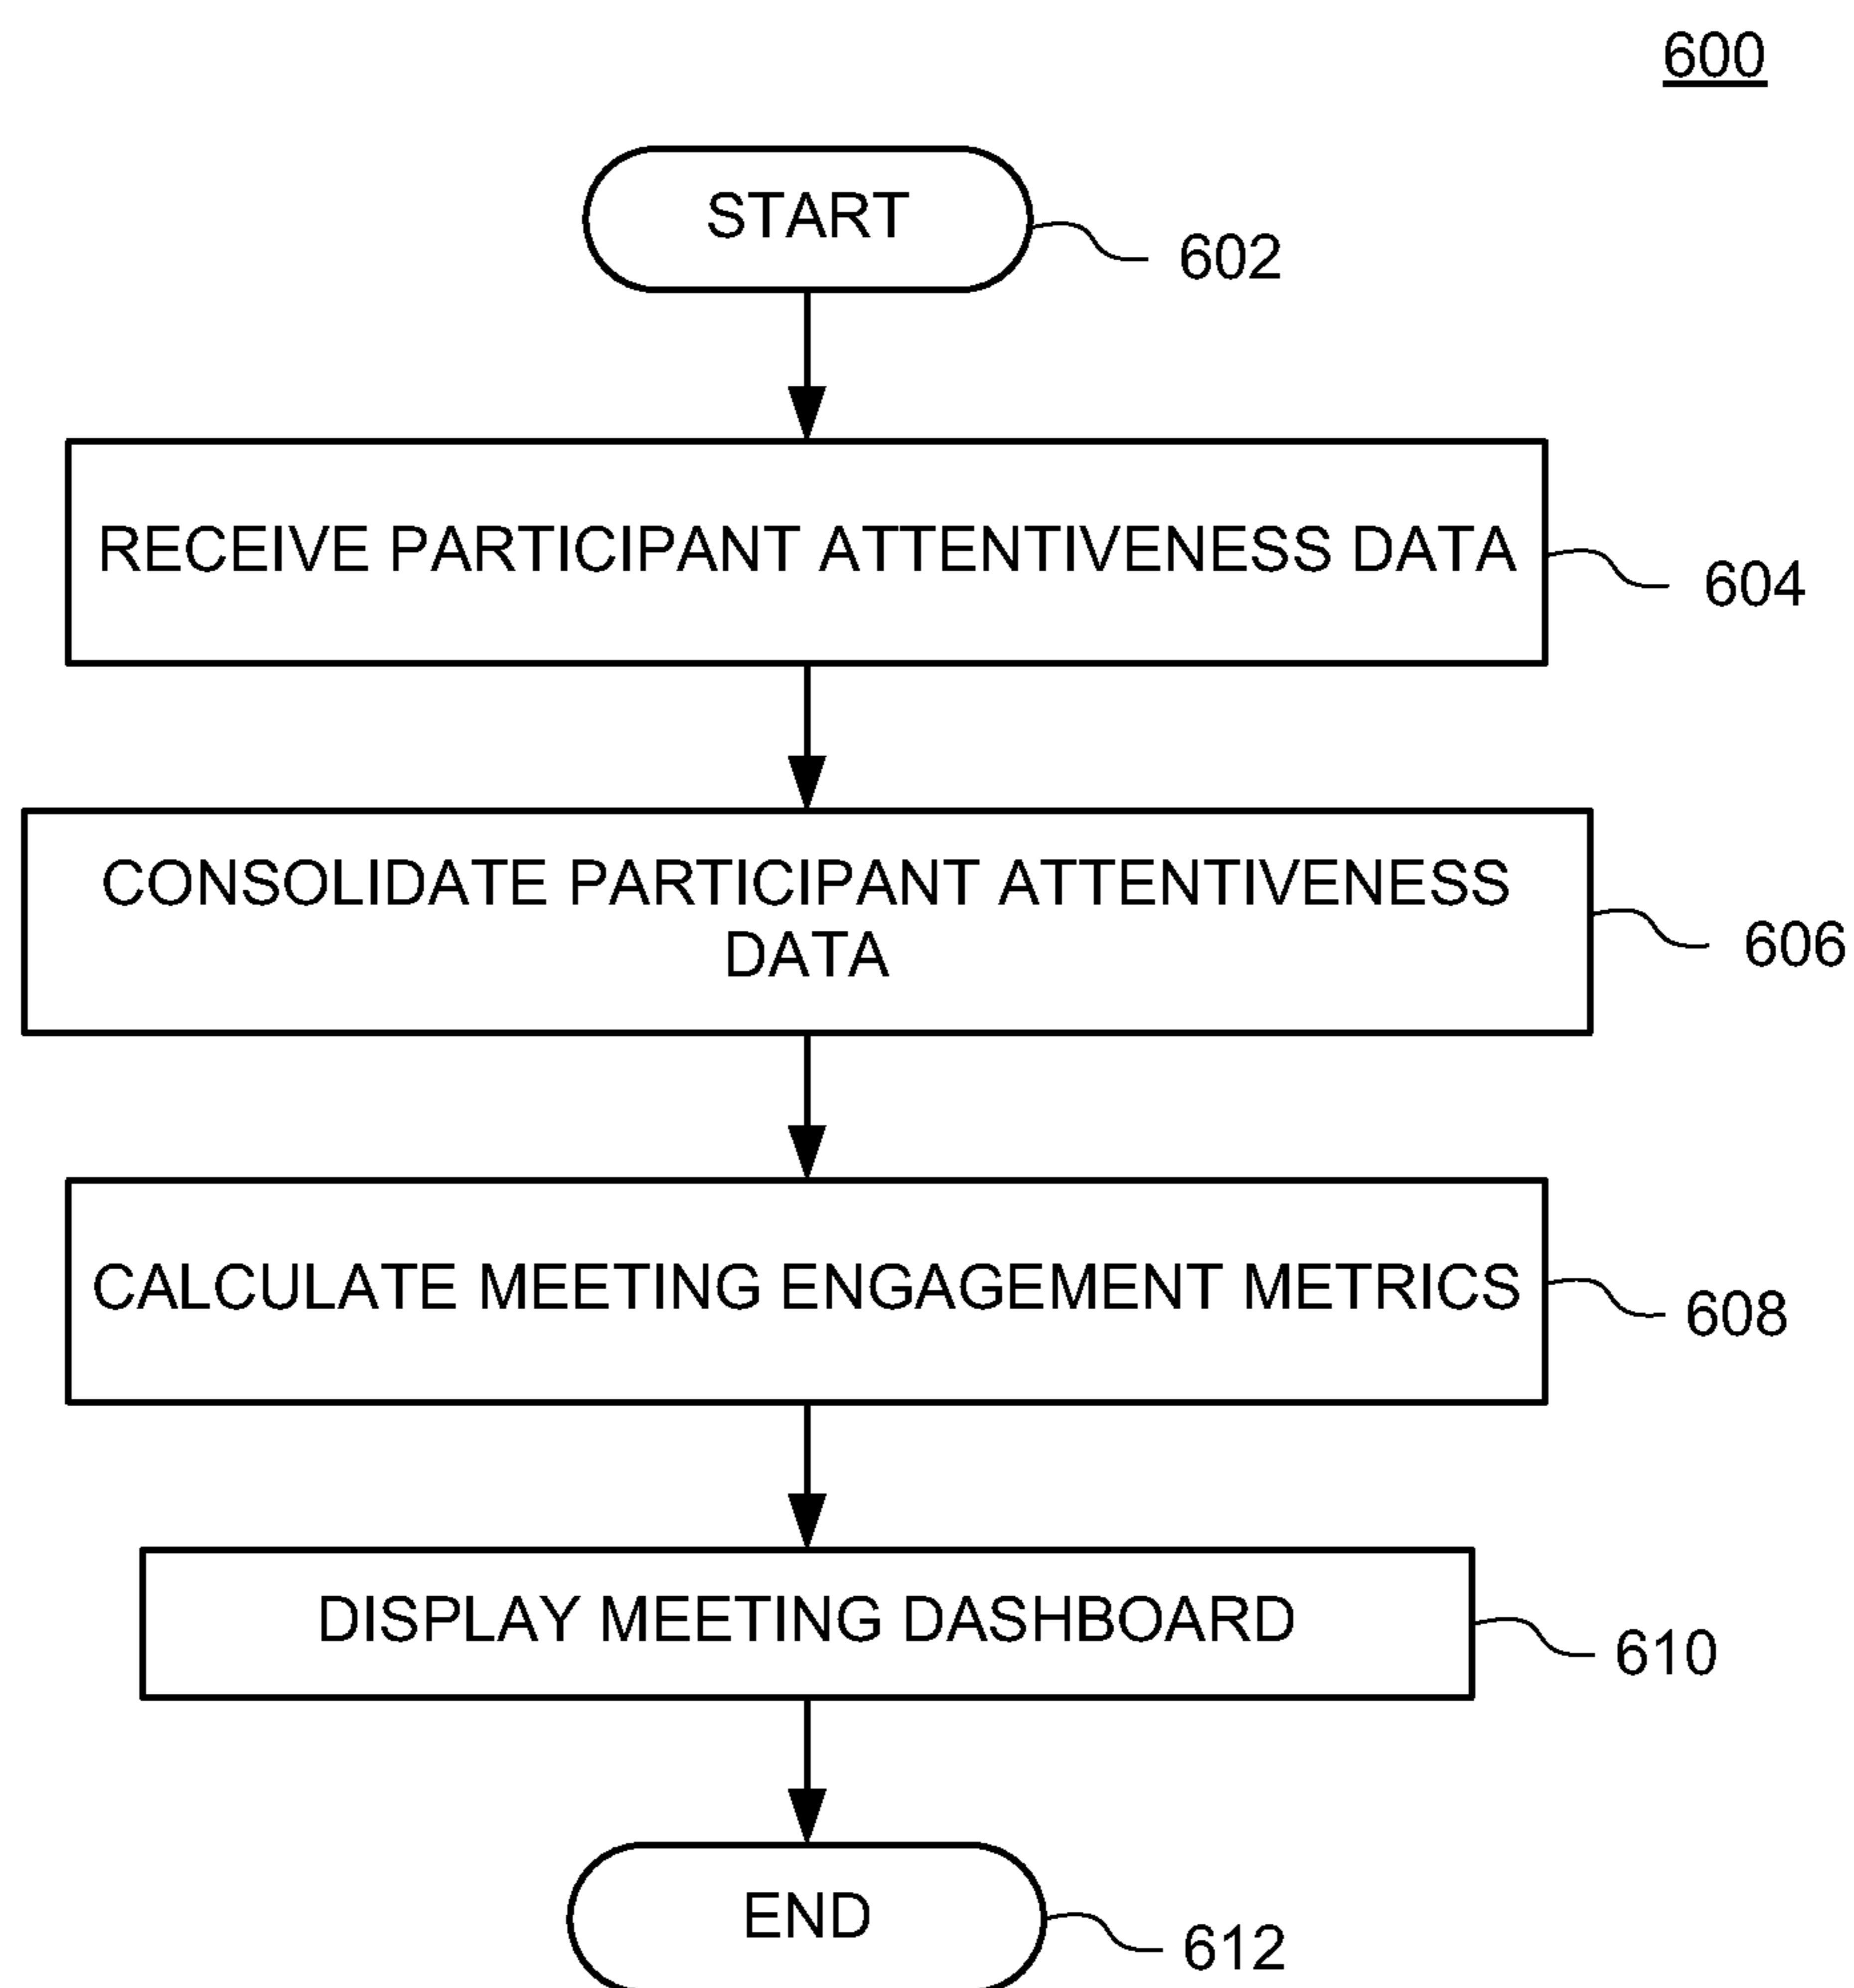 600
START
602
RECEIVE PARTICIPANT ATTENTIVENESS DATA
604
CONSOLIDATE PARTICIPANT ATTENTIVENESS
DATA
606
CALCULATE MEETING ENGAGEMENT METRICS
608
DISPLAY MEETING DASHBOARD
610
END
612